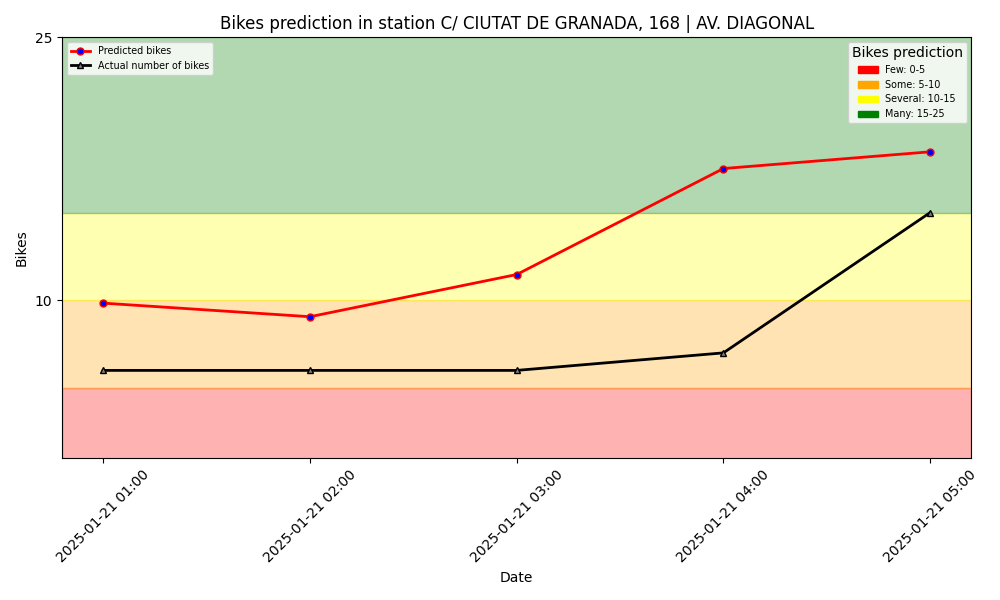 Bikes prediction in station C/ CIUTAT DE GRANADA, 168 | AV. DIAGONAL
25
Predicted bikes
Actual number of bikes
Bikes prediction
Few: 0-5
Some: 5-10
Several: 10-15
Many: 15-25
Bikes
10
2025-01-21 01:00
2025-01-21 02:00
2025-01-21 03:00
2025-01-21 04:00
2025-01-21 05:00
Date